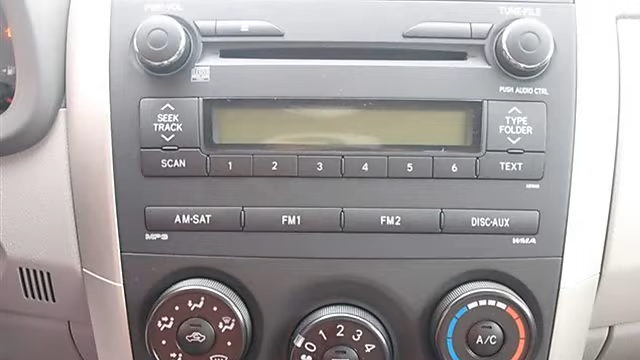 PWR·VOL
TUNE·FILE
PUSH AUDIO CTRL
SEEK
TRACK
TYPE
FOLDER
SCAN
1 2 3 4 5 6
TEXT
AM·SAT FM1 FM2 DISC·AUX
MP3 WMA
0 1 2 3 4
A/C